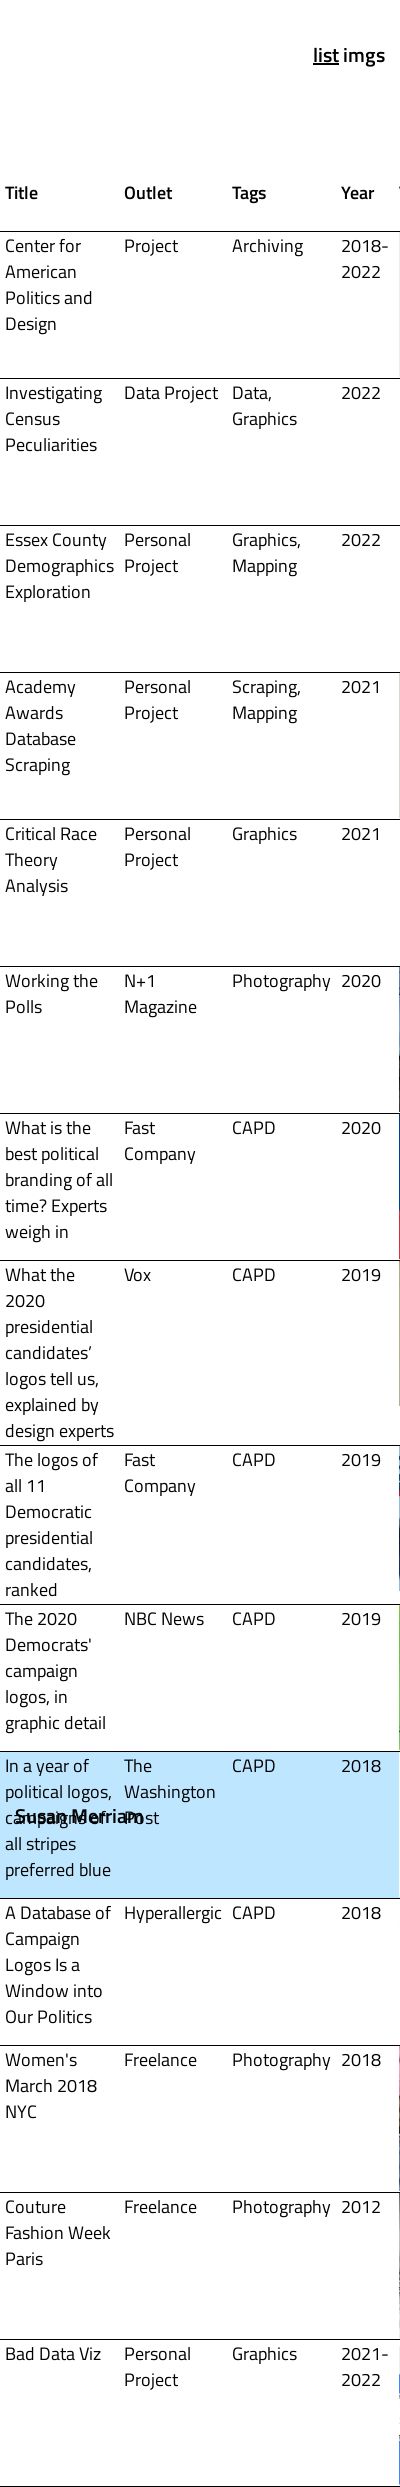 list imgs
Title Outlet Tags Year
Center for Project Archiving 2018-
American 2022
Politics and
Design
Investigating Data Project Data, 2022
Census Graphics
Peculiarities
Essex County Personal Graphics, 2022
Demographics Project Mapping
Exploration
Academy Personal Scraping, 2021
Awards Project Mapping
Database
Scraping
Critical Race Personal Graphics 2021
Theory Project
Analysis
Working the N+1 Photography 2020
Polls Magazine
What is the Fast CAPD 2020
best political Company
branding of all
time? Experts
weigh in
What the Vox CAPD 2019
2020
presidential
candidates’
logos tell us,
explained by
design experts
The logos of Fast CAPD 2019
all 11 Company
Democratic
presidential
candidates,
ranked
The 2020 NBC News CAPD 2019
Democrats'
campaign
logos, in
graphic detail
In a year of The CAPD 2018
political logos, Washington
campaigns of Post
Susan Merriam
all stripes
preferred blue
A Database of Hyperallergic CAPD 2018
Campaign
Logos Is a
Window into
Our Politics
Women's Freelance Photography 2018
March 2018
NYC
Couture Freelance Photography 2012
Fashion Week
Paris
Bad Data Viz Personal Graphics 2021-
Project 2022